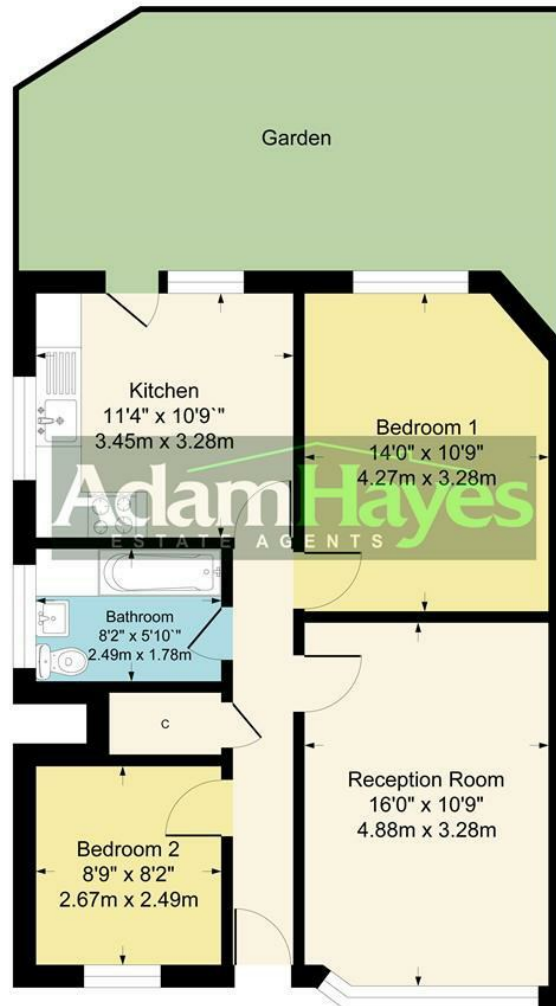 Garden
Kitchen
11'4" x 10'9`"
3.45m x 3.28m
Bedroom 1
14'0" x 10'9"
4.27m x 3.28m
AdamHayes
ESTATE AGENTS
Bathroom
8'2" x 5'10`"
2.49m x 1.78m
C
Reception Room
16'0" x 10'9"
4.88m x 3.28m
Bedroom 2
8'9" x 8'2"
2.67m x 2.49m